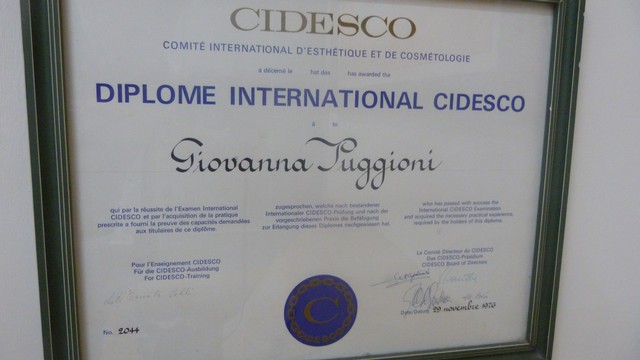 CIDESCO
COMITÉ INTERNATIONAL D'ESTHÉTIQUE ET DE COSMÉTOLOGIE
a décerné le hat das has awarded the
DIPLOME INTERNATIONAL CIDESCO
à to
Giovanna Puggioni
qui par la réussite de l'Examen International
CIDESCO et par l'acquisition de la pratique
prescrite a fourni la preuve des capacités demandées
aux titulaires de ce diplôme.
zugesprochen, welche nach bestandener
Internationaler CIDESCO-Prüfung und nach der
vorgeschriebenen Praxis die Befähigung
zur Erlangung dieses Diplomes nachgewiesen hat.
who has passed with success the
International CIDESCO Examination
and acquired the necessary practical experience
required by the holders of this diploma.
Pour l'Enseignement CIDESCO
Für die CIDESCO-Ausbildung
For CIDESCO-Training
Le Comité Directeur du CIDESCO
Das CIDESCO-Präsidium
CIDESCO Board of Directors
C
No. 2044
Date/Datum 29 novembre 1976